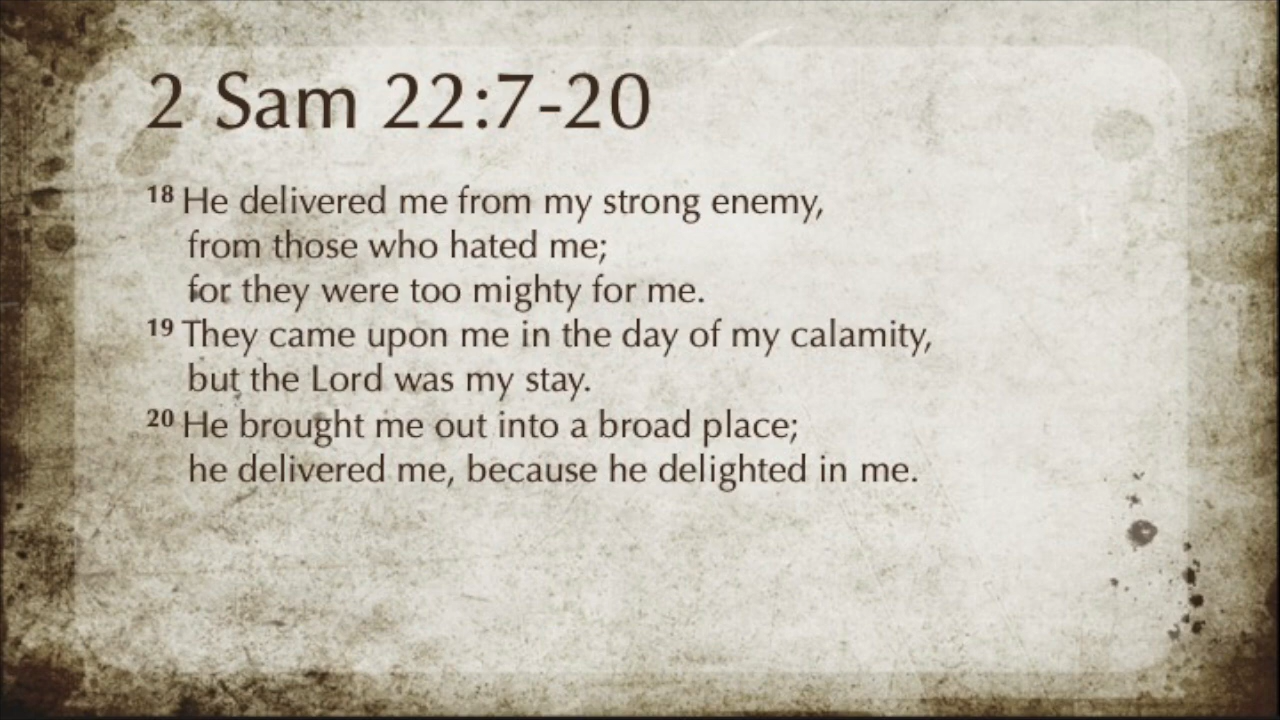 2 Sam 22:7-20
18 He delivered me from my strong enemy,
from those who hated me;
for they were too mighty for me.
19 They came upon me in the day of my calamity,
but the Lord was my stay.
20 He brought me out into a broad place;
he delivered me, because he delighted in me.